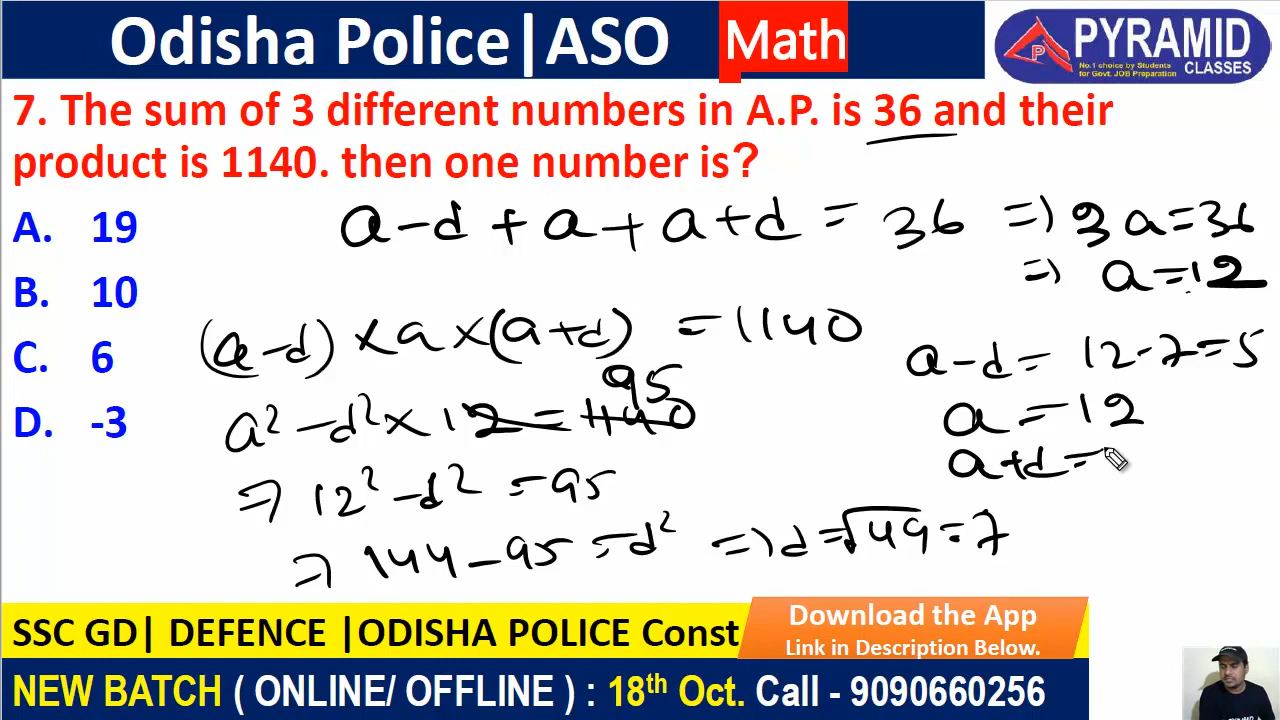 Odisha Police|ASO Math
PYRAMID
No.1 choice by Students
for Govt. JOB Preparation
CLASSES
7. The sum of 3 different numbers in A.P. is 36 and their
product is 1140. then one number is?
A. 19
B. 10
C. 6
D. -3
a-d+a+a+d = 36 => 3a=36
=> a=12
(a-d)×a×(a+d) =1140
a²-d²×12=1140
95
=> 12²-d² =95
=> 144-95=d² => d=√49=7
a-d= 12-7=5
a=12
a+d=
SSC GD| DEFENCE |ODISHA POLICE Const
Download the App
Link in Description Below.
NEW BATCH ( ONLINE/ OFFLINE ) : 18th Oct. Call - 9090660256